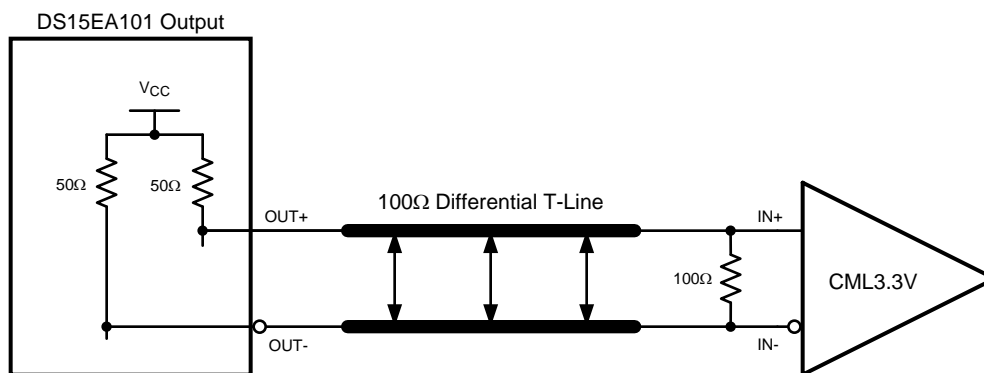 DS15EA101 Output
VCC
50Ω
50Ω
OUT+
100Ω Differential T-Line
IN+
100Ω
CML3.3V
OUT-
IN-